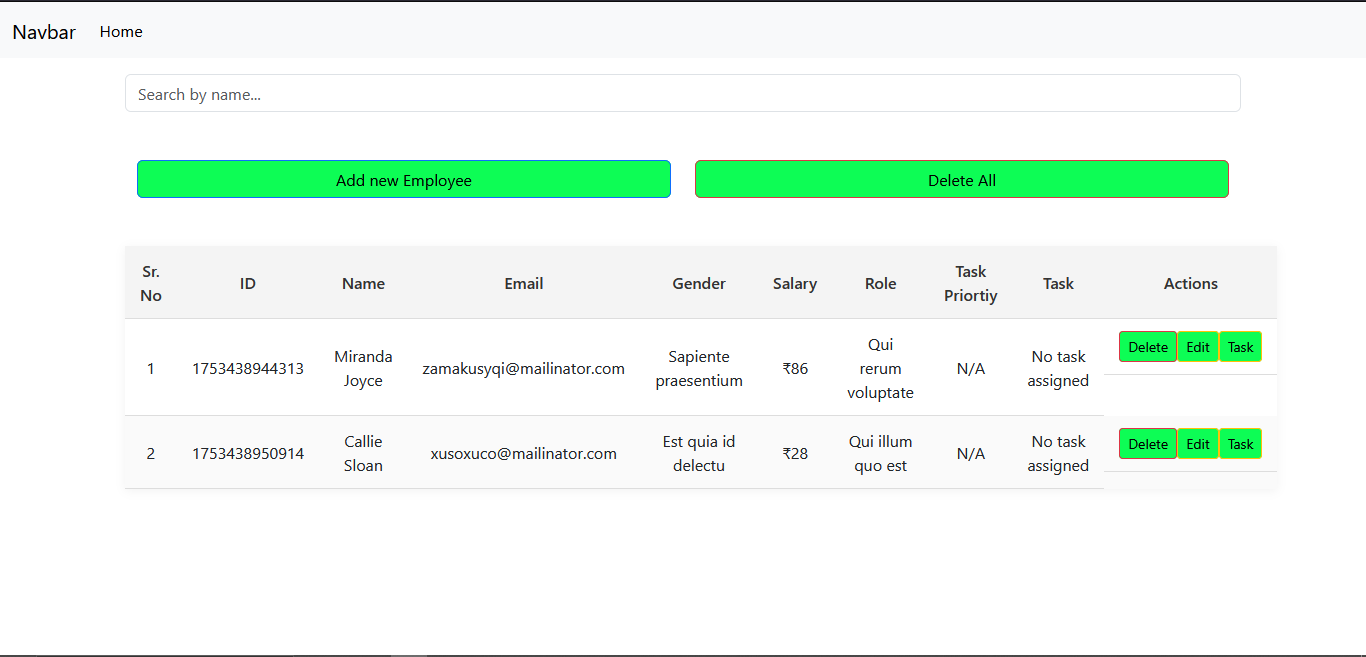 Navbar Home
Search by name...
Add new Employee Delete All
Sr. No ID Name Email Gender Salary Role Task Priortiy Task Actions
1 1753438944313 Miranda Joyce zamakusyqi@mailinator.com Sapiente praesentium ₹86 Qui rerum voluptate N/A No task assigned Delete Edit Task
2 1753438950914 Callie Sloan xusoxuco@mailinator.com Est quia id delectu ₹28 Qui illum quo est N/A No task assigned Delete Edit Task